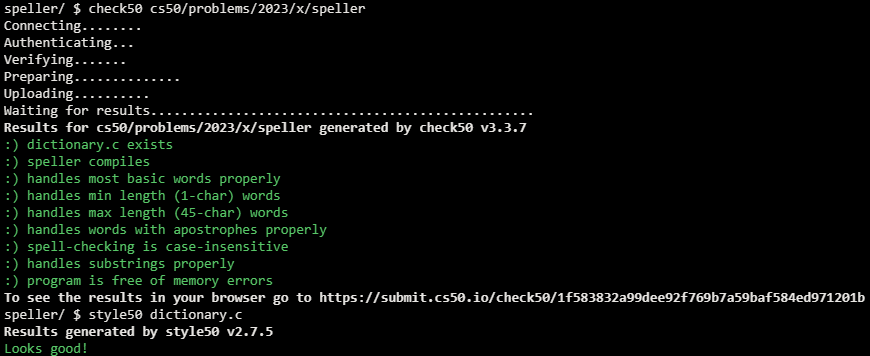 speller/ $ check50 cs50/problems/2023/x/speller
Connecting........
Authenticating...
Verifying.......
Preparing..............
Uploading..........
Waiting for results..................................................
Results for cs50/problems/2023/x/speller generated by check50 v3.3.7
:) dictionary.c exists
:) speller compiles
:) handles most basic words properly
:) handles min length (1-char) words
:) handles max length (45-char) words
:) handles words with apostrophes properly
:) spell-checking is case-insensitive
:) handles substrings properly
:) program is free of memory errors
To see the results in your browser go to https://submit.cs50.io/check50/1f583832a99dee92f769b7a59baf584ed971201b
speller/ $ style50 dictionary.c
Results generated by style50 v2.7.5
Looks good!